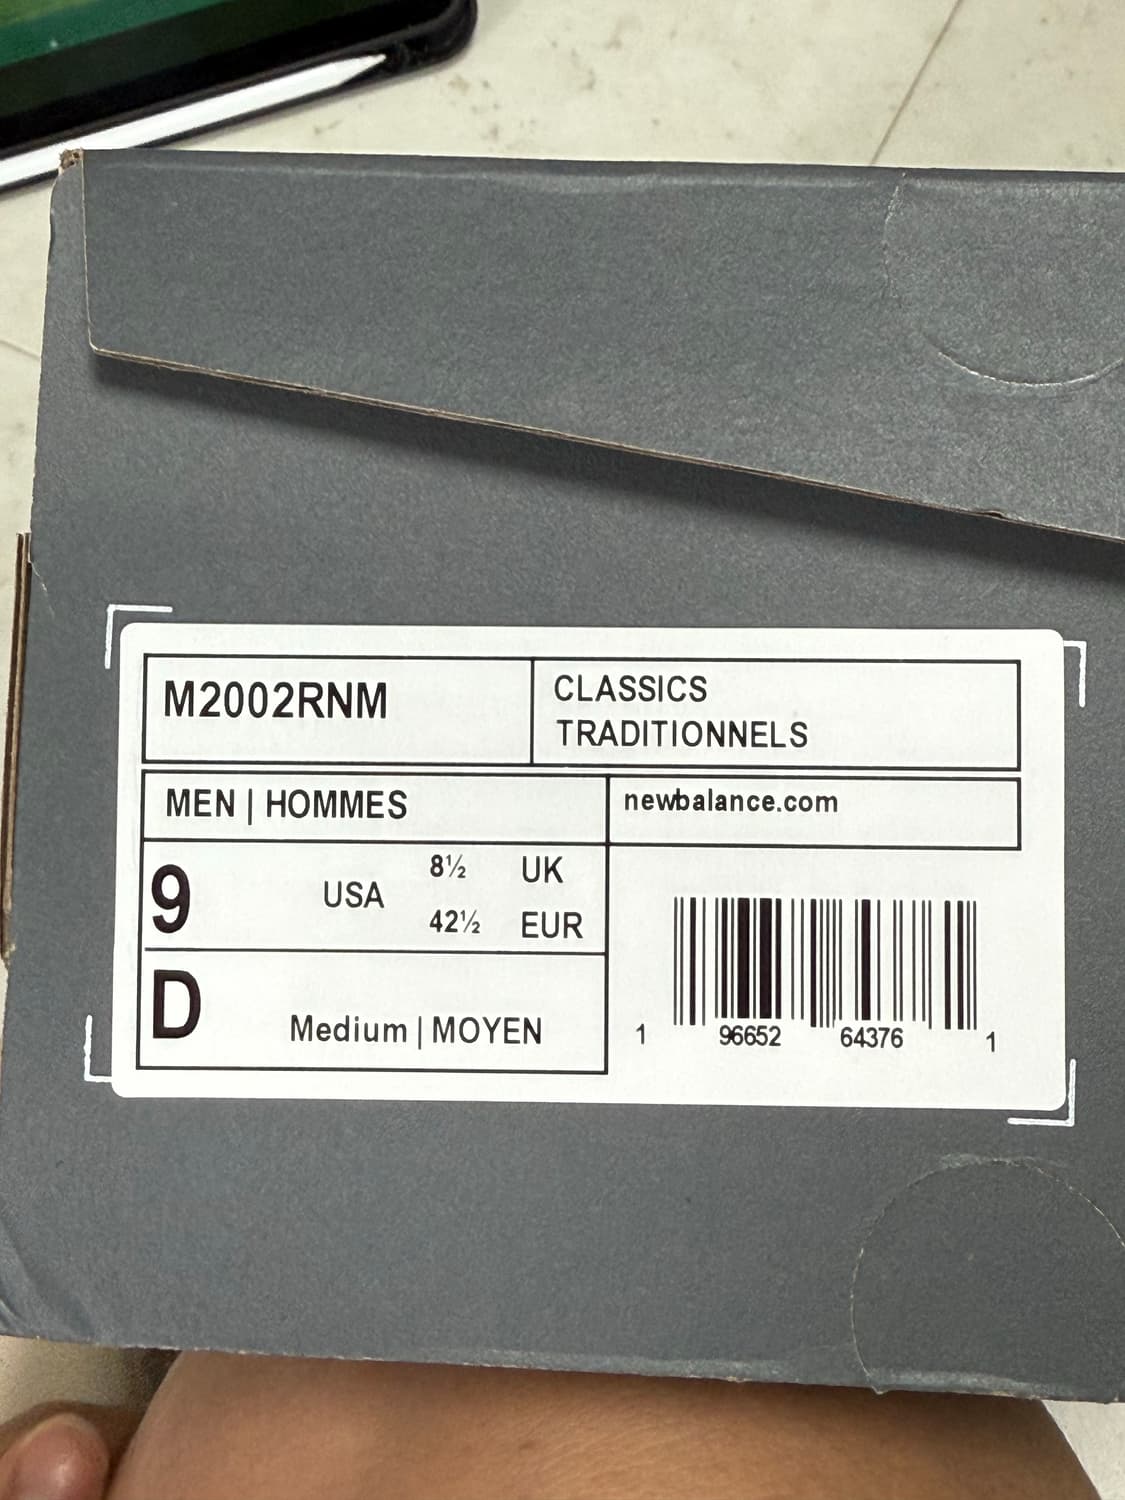 M2002RNM
CLASSICS
TRADITIONNELS
MEN | HOMMES
newbalance.com
9 USA 8½ UK
42½ EUR
D Medium | MOYEN
1 96652 64376 1